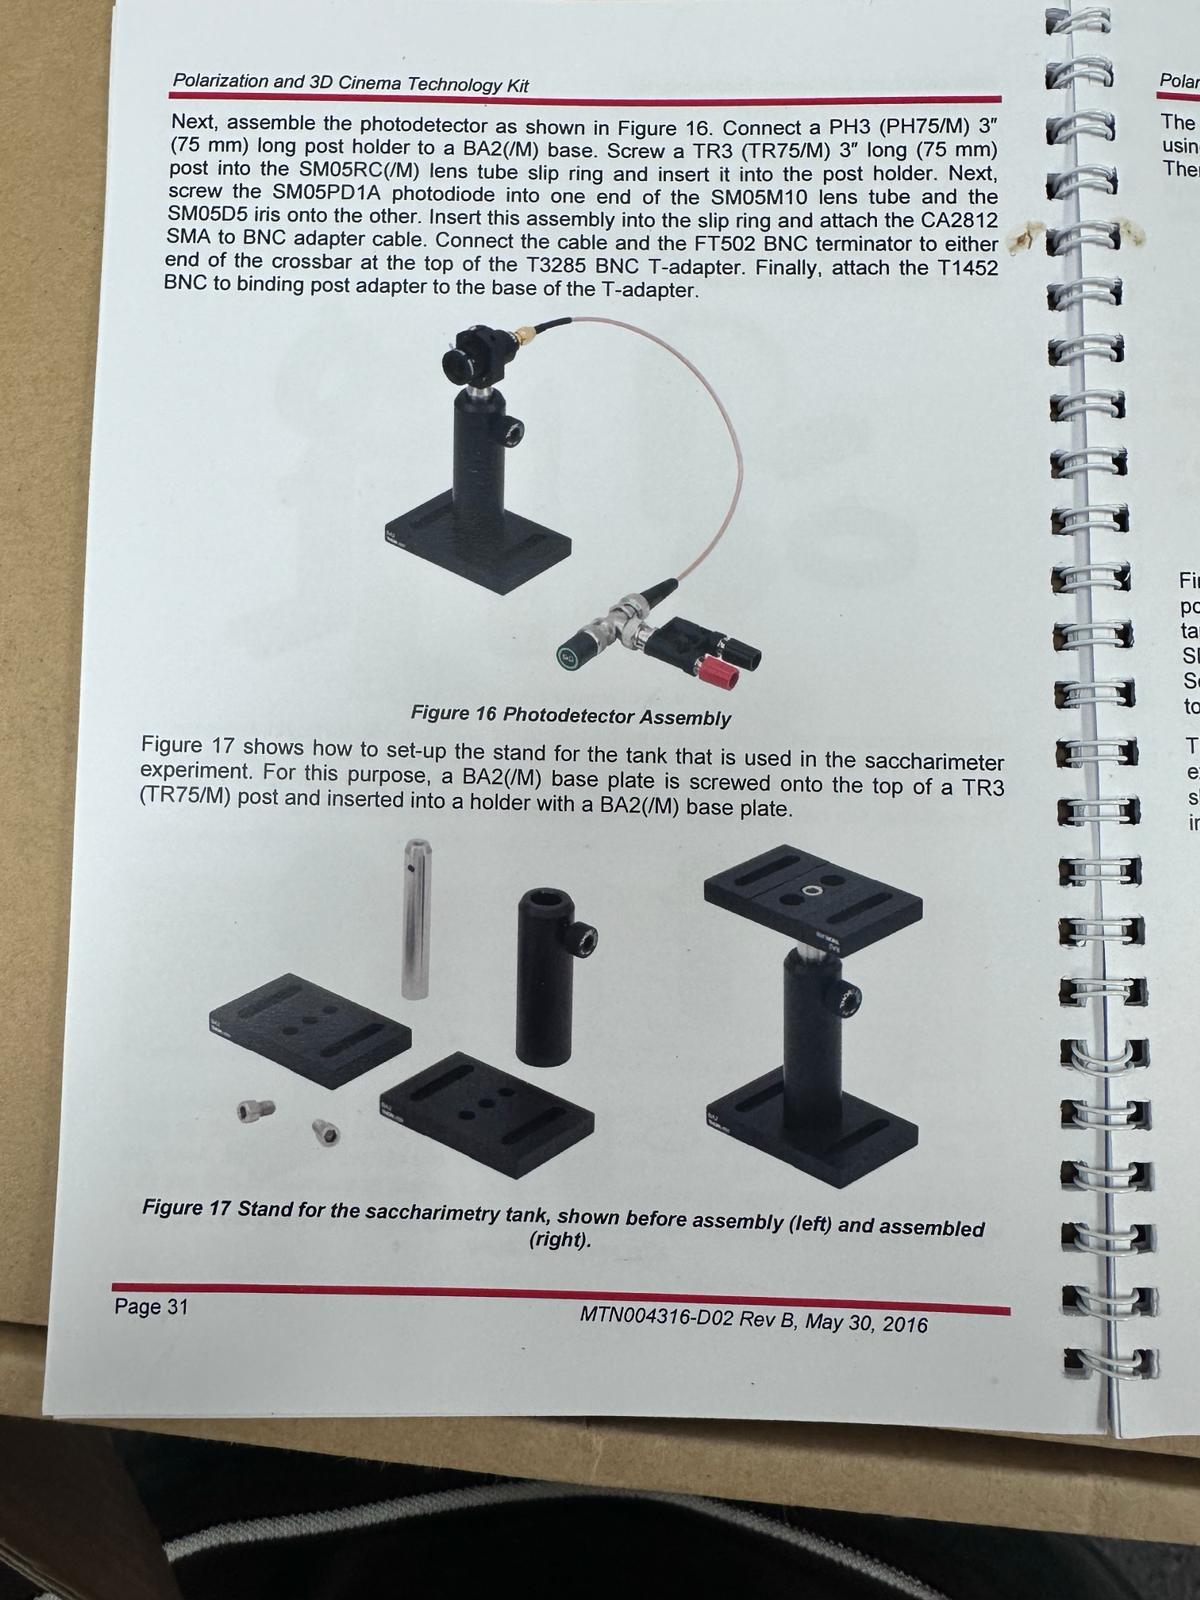 Polarization and 3D Cinema Technology Kit
Next, assemble the photodetector as shown in Figure 16. Connect a PH3 (PH75/M) 3”
(75 mm) long post holder to a BA2(/M) base. Screw a TR3 (TR75/M) 3” long (75 mm)
post into the SM05RC(/M) lens tube slip ring and insert it into the post holder. Next,
screw the SM05PD1A photodiode into one end of the SM05M10 lens tube and the
SM05D5 iris onto the other. Insert this assembly into the slip ring and attach the CA2812
SMA to BNC adapter cable. Connect the cable and the FT502 BNC terminator to either
end of the crossbar at the top of the T3285 BNC T-adapter. Finally, attach the T1452
BNC to binding post adapter to the base of the T-adapter.
BA2
Figure 16 Photodetector Assembly
Figure 17 shows how to set-up the stand for the tank that is used in the saccharimeter
experiment. For this purpose, a BA2(/M) base plate is screwed onto the top of a TR3
(TR75/M) post and inserted into a holder with a BA2(/M) base plate.
BA2
BA2
BA2
BA2
Figure 17 Stand for the saccharimetry tank, shown before assembly (left) and assembled
(right).
Page 31
MTN004316-D02 Rev B, May 30, 2016
Polar
The
usin
Ther
Fi
po
ta
Sl
So
to
T
e
s
in